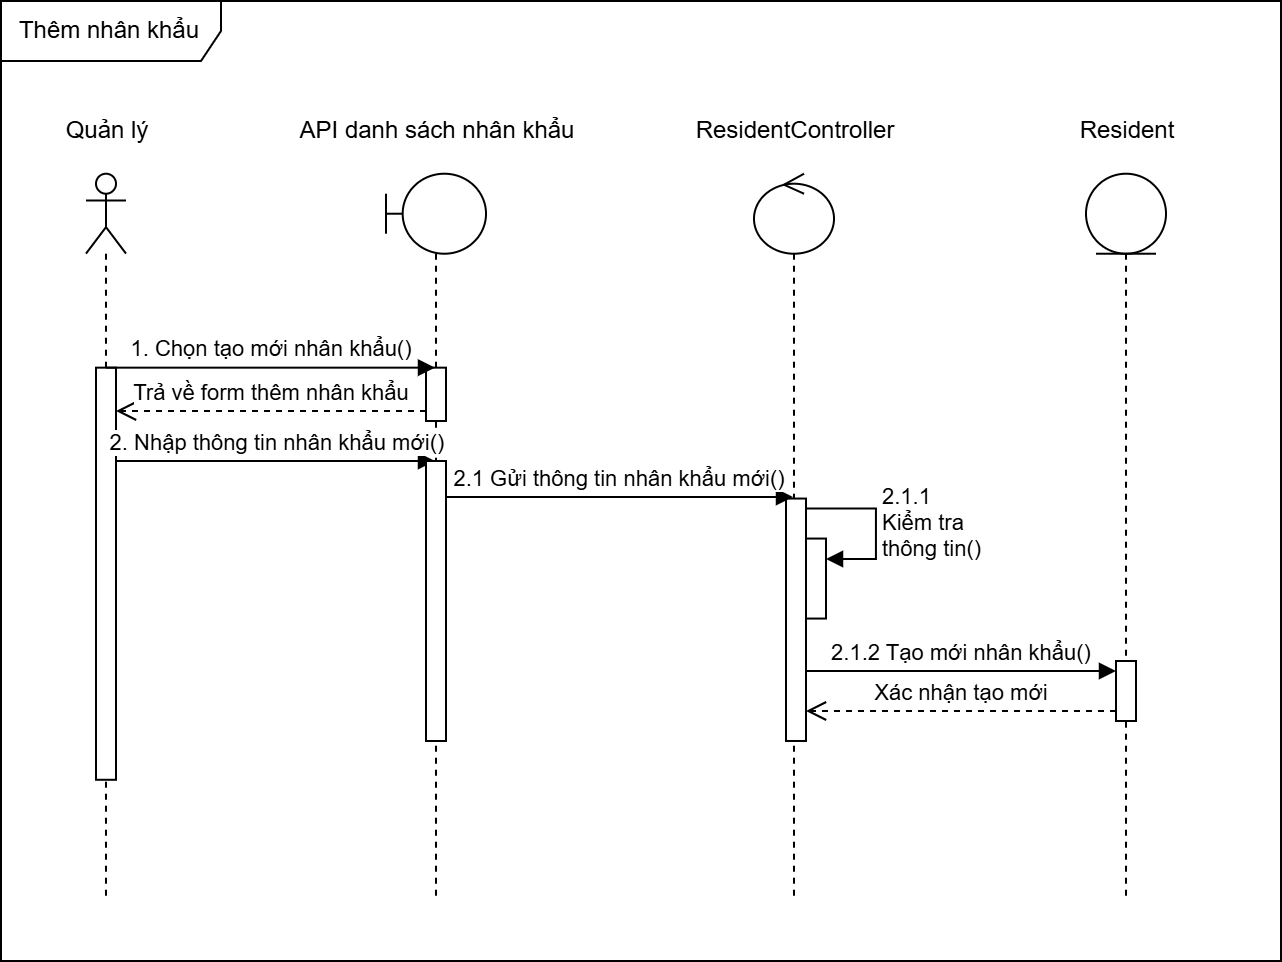 Thêm nhân khẩu
Quản lý
API danh sách nhân khẩu
ResidentController
Resident
1. Chọn tạo mới nhân khẩu()
Trả về form thêm nhân khẩu
2. Nhập thông tin nhân khẩu mới()
2.1 Gửi thông tin nhân khẩu mới()
2.1.1
Kiểm tra
thông tin()
2.1.2 Tạo mới nhân khẩu()
Xác nhận tạo mới